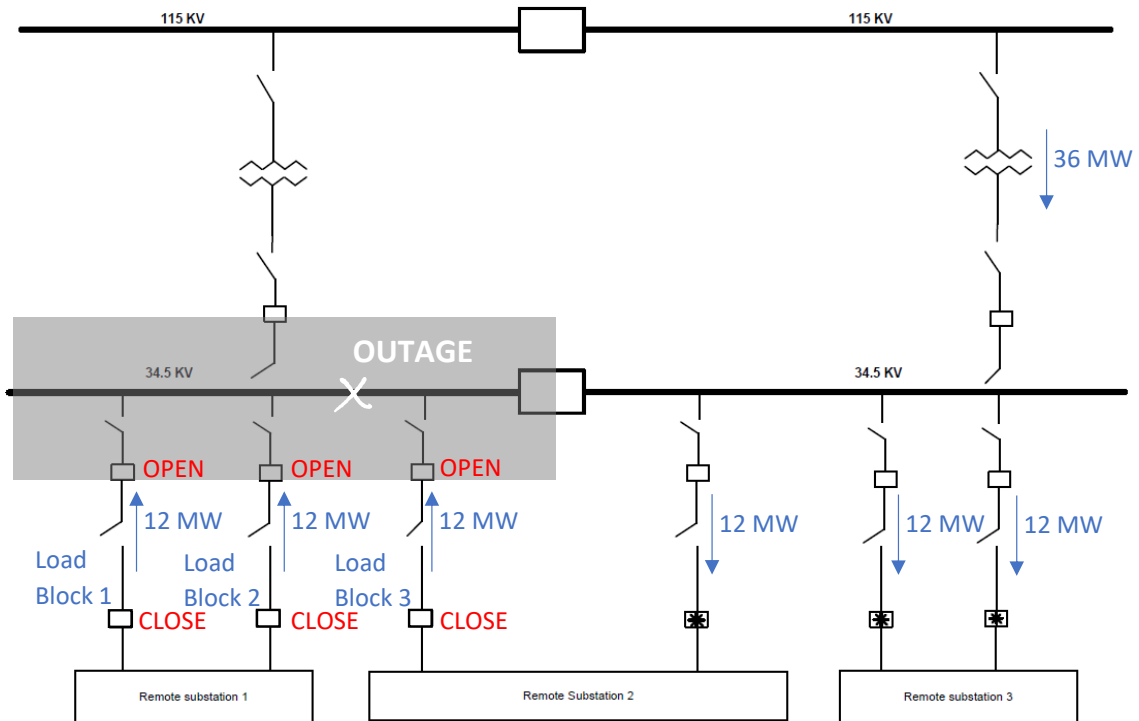 115 KV
115 KV
36 MW
OUTAGE
34.5 KV
34.5 KV
OPEN
OPEN
OPEN
12 MW
12 MW
12 MW
12 MW
12 MW
12 MW
Load
Block 1
Load
Block 2
Load
Block 3
CLOSE
CLOSE
CLOSE
Remote substation 1
Remote Substation 2
Remote substation 3